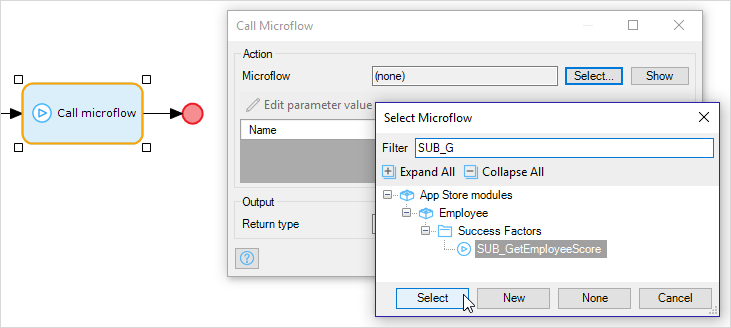 Call microflow
Call Microflow
Action
Microflow
(none)
Select...
Show
Edit parameter value
Name
Output
Return type
Select Microflow
Filter
SUB_G
Expand All
Collapse All
App Store modules
Employee
Success Factors
SUB_GetEmployeeScore
Select
New
None
Cancel